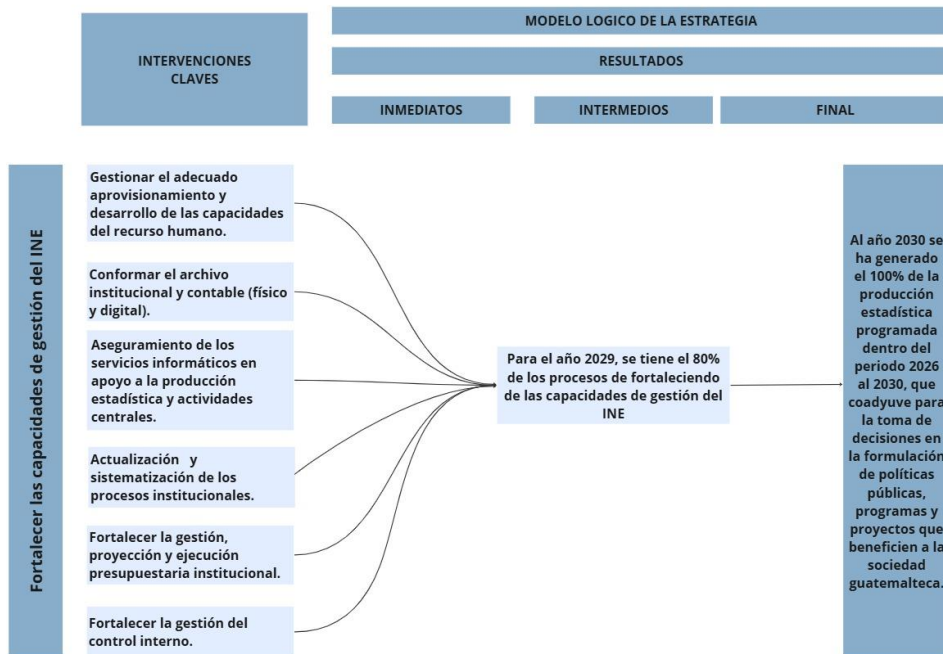 INTERVENCIONES
CLAVES
MODELO LOGICO DE LA ESTRATEGIA
RESULTADOS
INMEDIATOS
INTERMEDIOS
FINAL
Fortalecer las capacidades de gestión del INE
Gestionar el adecuado
aprovisionamiento y
desarrollo de las capacidades
del recurso humano.
Conformar el archivo
institucional y contable (físico
y digital).
Aseguramiento de los
servicios informáticos en
apoyo a la producción
estadística y actividades
centrales.
Actualización y
sistematización de los
procesos institucionales.
Fortalecer la gestión,
proyección y ejecución
presupuestaria institucional.
Fortalecer la gestión del
control interno.
Para el año 2029, se tiene el 80%
de los procesos de fortaleciendo
de las capacidades de gestión del
INE
Al año 2030 se
ha generado
el 100% de la
producción
estadística
programada
dentro del
periodo 2026
al 2030, que
coadyuve para
la toma de
decisiones en
la formulación
de políticas
públicas,
programas y
proyectos que
beneficien a la
sociedad
guatemalteca.